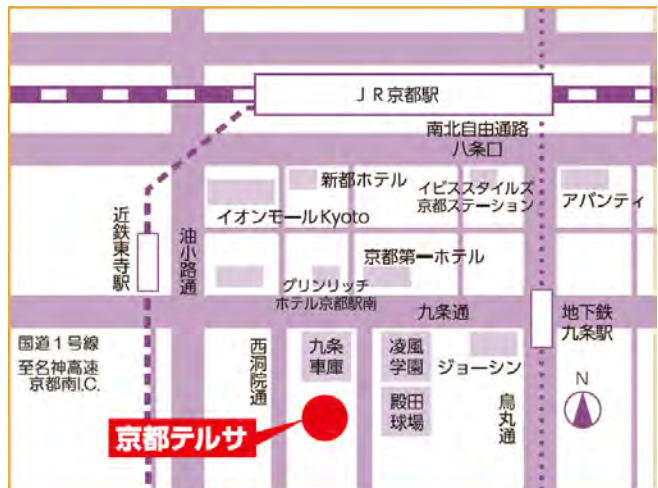 JR京都駅
南北自由通路
八条口
新都ホテル
イビススタイルズ
京都ステーション
アバンティ
イオンモールKyoto
近鉄東寺駅
油小路通
京都第一ホテル
グリンリッチ
ホテル京都駅南
九条通
地下鉄
九条駅
国道1号線
至名神高速
京都南I.C.
西洞院通
九条
車庫
凌風
学園
ジョーシン
殿田
球場
烏丸通
N
京都テルサ